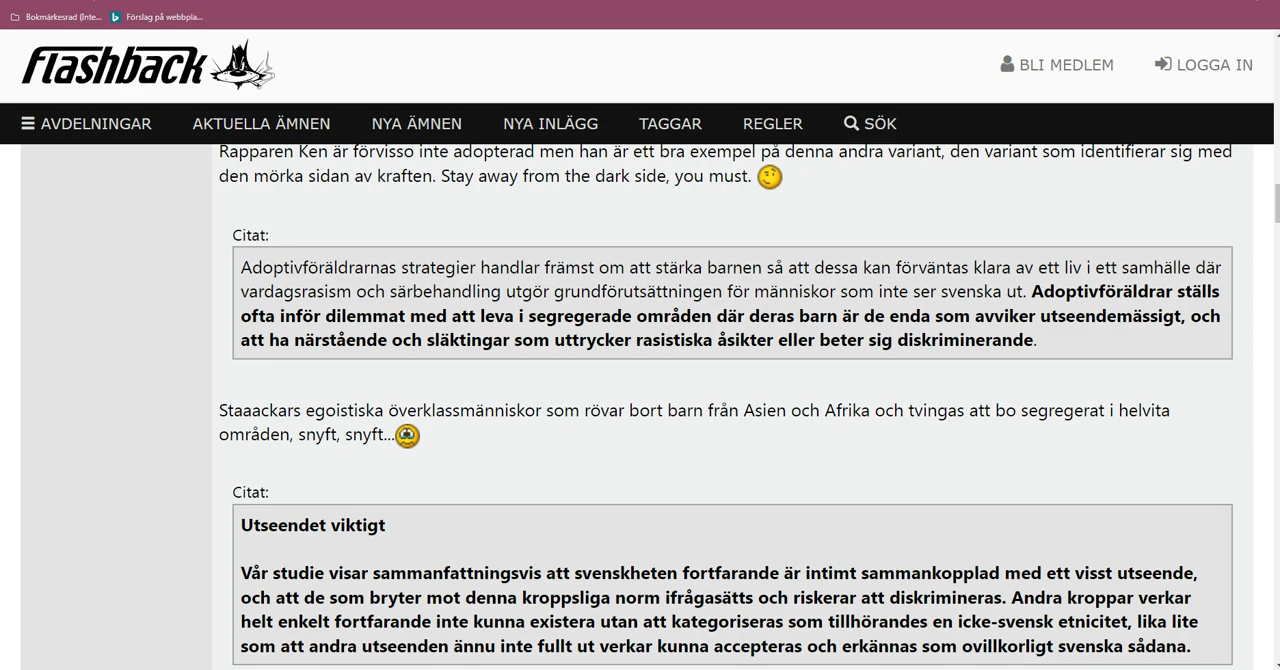 Bokmärkesrad (Inte...
Förslag på webbpla...
flashback
BLI MEDLEM
LOGGA IN
AVDELNINGAR
AKTUELLA ÄMNEN
NYA ÄMNEN
NYA INLÄGG
TAGGAR
REGLER
SÖK
Rapparen Ken är förvisso inte adopterad men han är ett bra exempel på denna andra variant, den variant som identifierar sig med
den mörka sidan av kraften. Stay away from the dark side, you must.
Citat:
Adoptivföräldrarnas strategier handlar främst om att stärka barnen så att dessa kan förväntas klara av ett liv i ett samhälle där
vardagsrasism och särbehandling utgör grundförutsättningen för människor som inte ser svenska ut. Adoptivföräldrar ställs
ofta inför dilemmat med att leva i segregerade områden där deras barn är de enda som avviker utseendemässigt, och
att ha närstående och släktingar som uttrycker rasistiska åsikter eller beter sig diskriminerande.
Staaackars egoistiska överklassmänniskor som rövar bort barn från Asien och Afrika och tvingas att bo segregerat i helvita
områden, snyft, snyft...
Citat:
Utseendet viktigt
Vår studie visar sammanfattningsvis att svenskheten fortfarande är intimt sammankopplad med ett visst utseende,
och att de som bryter mot denna kroppsliga norm ifrågasätts och riskerar att diskrimineras. Andra kroppar verkar
helt enkelt fortfarande inte kunna existera utan att kategoriseras som tillhörandes en icke-svensk etnicitet, lika lite
som att andra utseenden ännu inte fullt ut verkar kunna accepteras och erkännas som ovillkorligt svenska sådana.